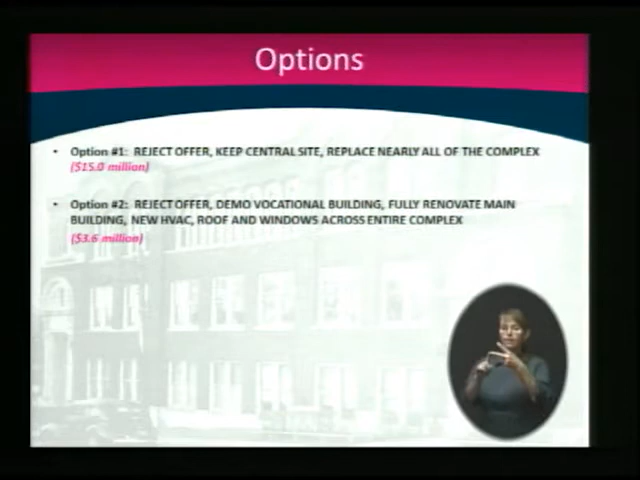 Options
• Option #1: REJECT OFFER, KEEP CENTRAL SITE, REPLACE NEARLY ALL OF THE COMPLEX
($15.0 million)
• Option #2: REJECT OFFER, DEMO VOCATIONAL BUILDING, FULLY RENOVATE MAIN
BUILDING, NEW HVAC, ROOF AND WINDOWS ACROSS ENTIRE COMPLEX
($3.6 million)